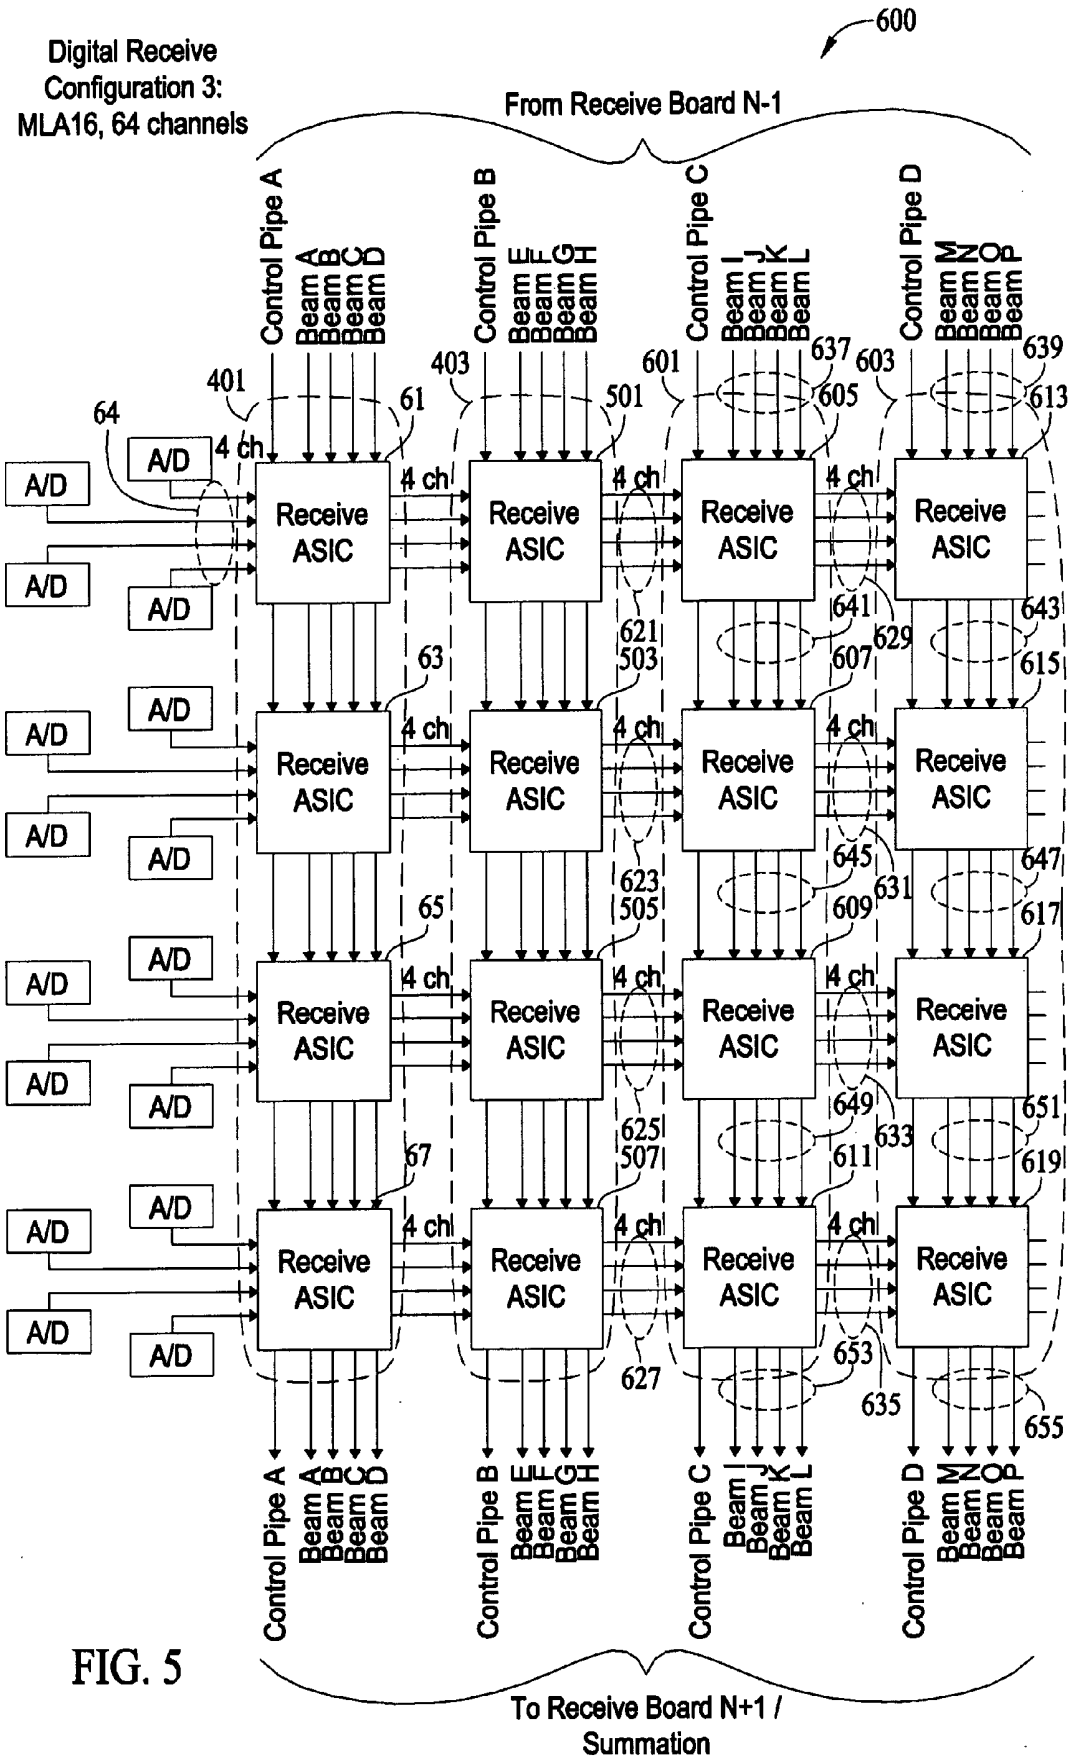 600
Digital Receive
Configuration 3:
MLA16, 64 channels
From Receive Board N-1
Control Pipe A
Beam A
Beam B
Beam C
Beam D
Control Pipe B
Beam E
Beam F
Beam G
Beam H
Control Pipe C
Beam I
Beam J
Beam K
Beam L
Control Pipe D
Beam M
Beam N
Beam O
Beam P
401
403
601
637
603
639
64
61
501
605
613
A/D
A/D
4 ch
A/D
A/D
Receive
ASIC
4 ch
Receive
ASIC
4 ch
Receive
ASIC
4 ch
Receive
ASIC
621
641
629
643
63
503
607
615
A/D
A/D
A/D
A/D
Receive
ASIC
4 ch
Receive
ASIC
4 ch
Receive
ASIC
4 ch
Receive
ASIC
623
645
631
647
65
505
609
617
A/D
A/D
A/D
A/D
Receive
ASIC
4 ch
Receive
ASIC
4 ch
Receive
ASIC
4 ch
Receive
ASIC
625
649
633
651
67
507
611
619
A/D
A/D
A/D
A/D
Receive
ASIC
4 ch
Receive
ASIC
4 ch
Receive
ASIC
4 ch
Receive
ASIC
627
653
635
655
Control Pipe A
Beam A
Beam B
Beam C
Beam D
Control Pipe B
Beam E
Beam F
Beam G
Beam H
Control Pipe C
Beam I
Beam J
Beam K
Beam L
Control Pipe D
Beam M
Beam N
Beam O
Beam P
FIG. 5
To Receive Board N+1 /
Summation